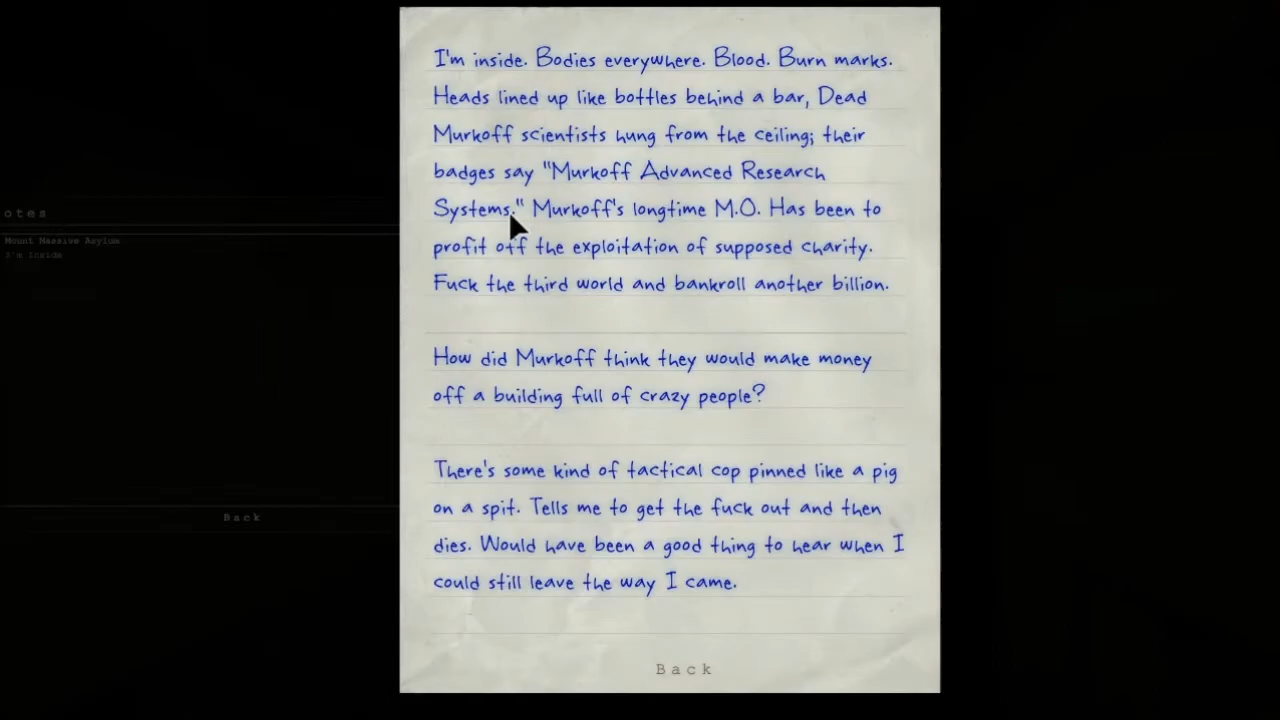 otes
Mount Massive Asylum
I'm Inside
Back
I'm inside. Bodies everywhere. Blood. Burn marks.
Heads lined up like bottles behind a bar, Dead
Murkoff scientists hung from the ceiling; their
badges say "Murkoff Advanced Research
Systems." Murkoff's longtime M.O. Has been to
profit off the exploitation of supposed charity.
Fuck the third world and bankroll another billion.
How did Murkoff think they would make money
off a building full of crazy people?
There's some kind of tactical cop pinned like a pig
on a spit. Tells me to get the fuck out and then
dies. Would have been a good thing to hear when I
could still leave the way I came.
Back